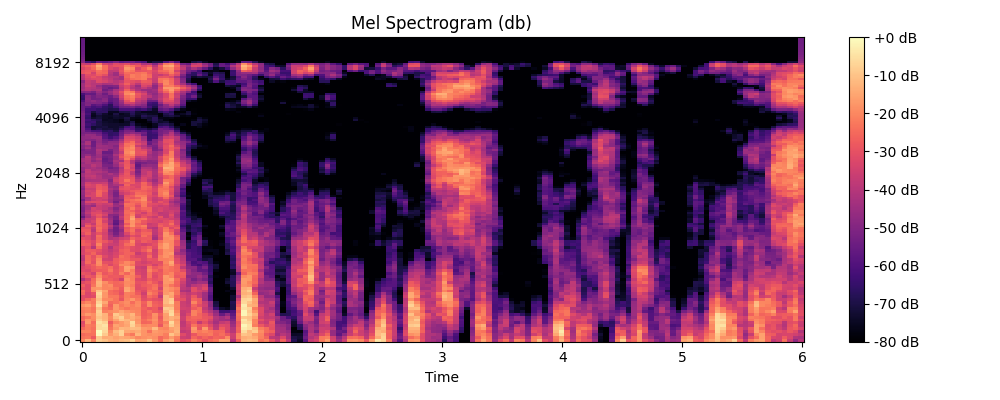 Mel Spectrogram (db)
Hz
8192
4096
2048
1024
512
0
0 1 2 3 4 5 6
Time
+0 dB
-10 dB
-20 dB
-30 dB
-40 dB
-50 dB
-60 dB
-70 dB
-80 dB